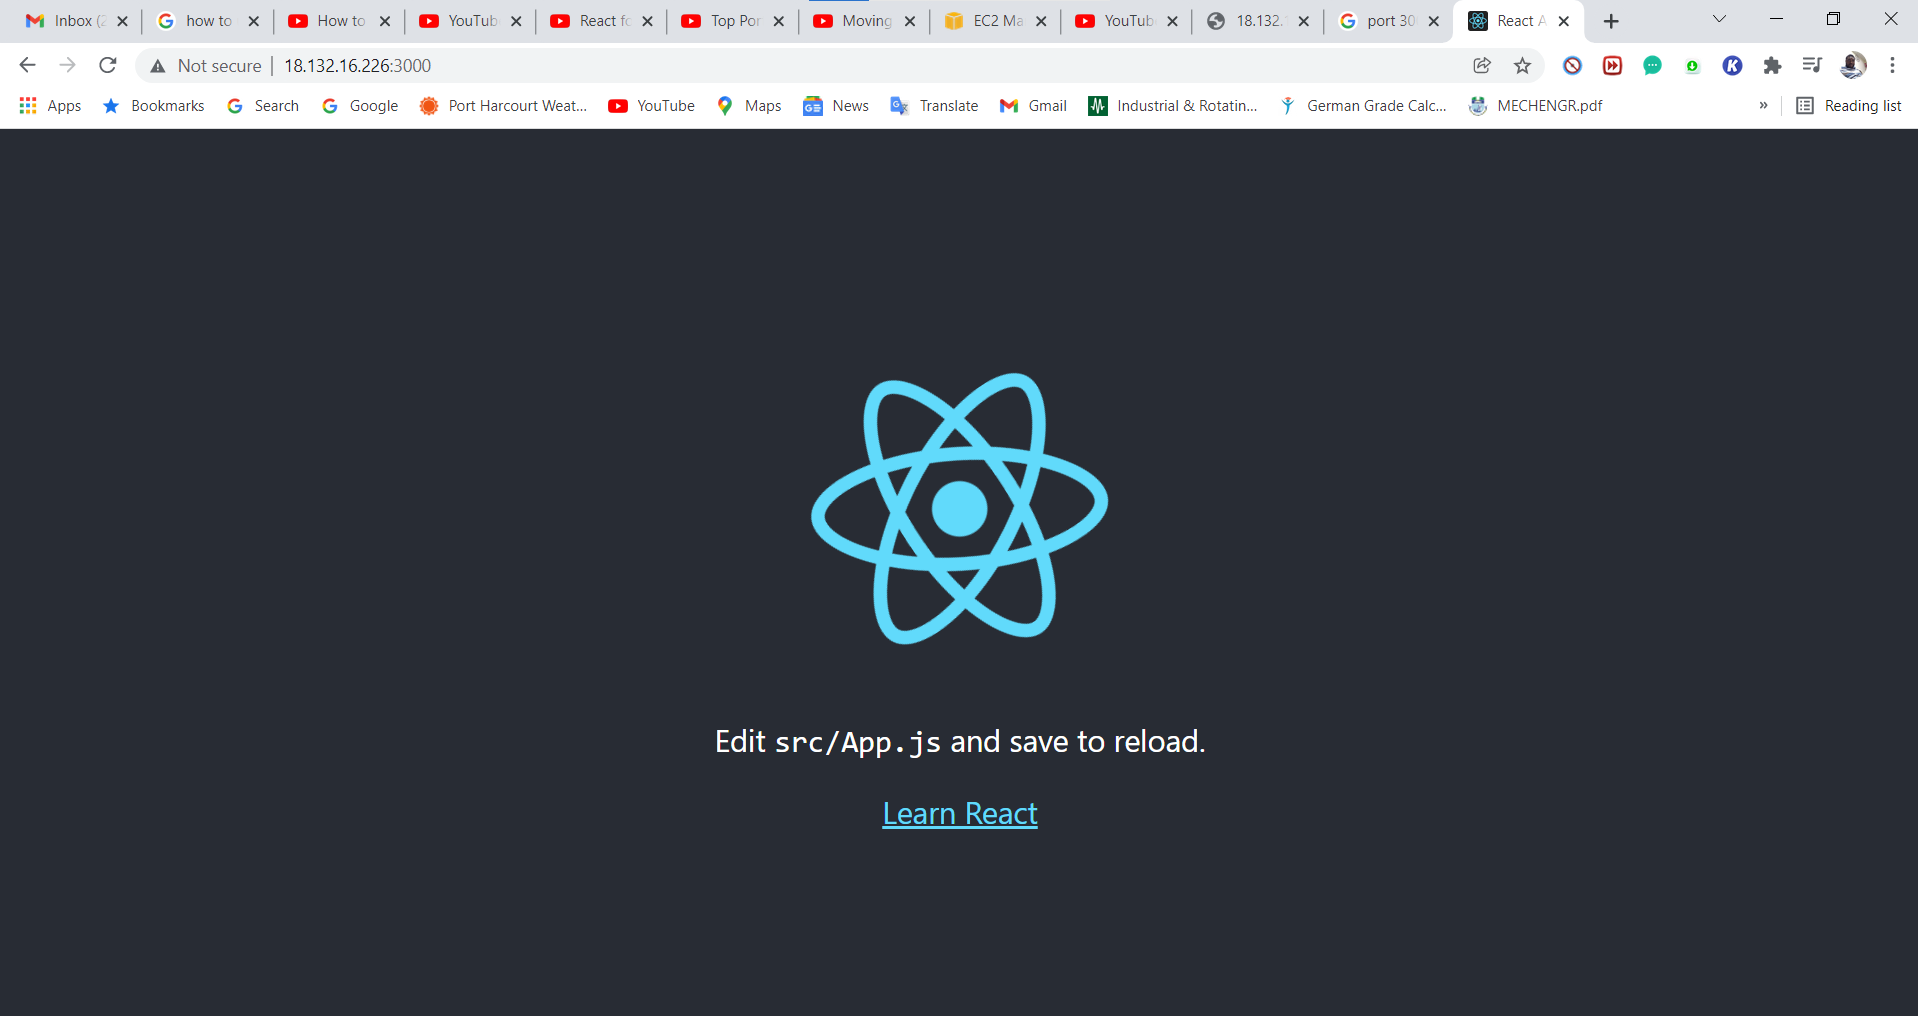 Inbox (2 how to How to YouTub React fo Top Por Moving EC2 Ma YouTub 18.132. port 30 React A
Not secure 18.132.16.226:3000
Apps Bookmarks Search Google Port Harcourt Weat... YouTube Maps News Translate Gmail Industrial & Rotatin... German Grade Calc... MECHENGR.pdf » Reading list
Edit src/App.js and save to reload.
Learn React